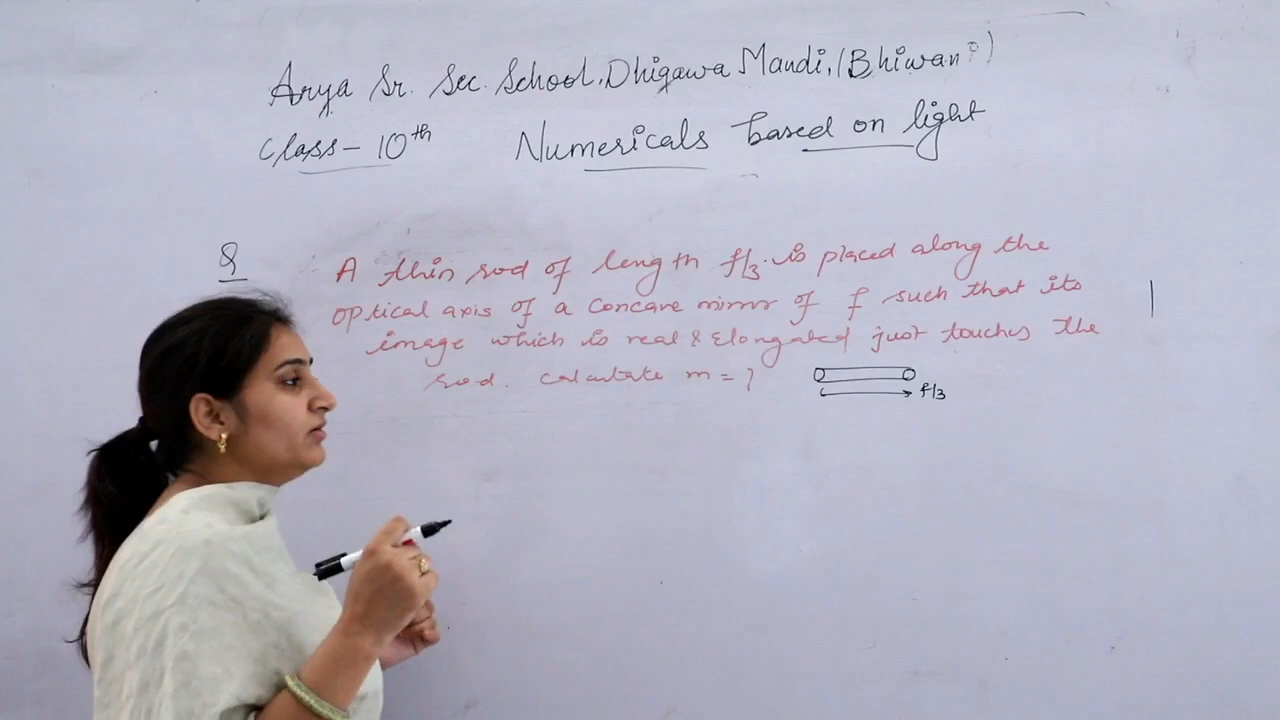 Arya Sr. Sec. School, Dhigawa Mandi, (Bhiwani)
Class - 10th Numericals based on light
Q A thin rod of length f/3 is placed along the
optical axis of a concave mirror of f such that its
image which is real & Elongated just touches the
rod. calculate m = ?
f/3